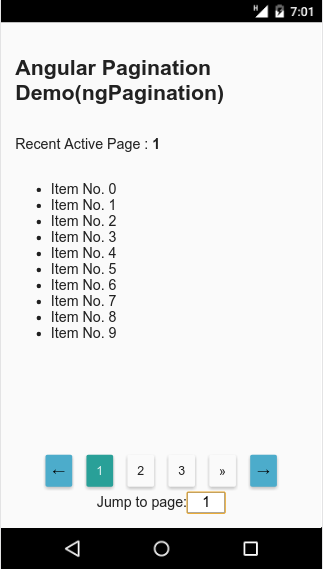 H 7:01
Angular Pagination
Demo(ngPagination)
Recent Active Page : 1
• Item No. 0
• Item No. 1
• Item No. 2
• Item No. 3
• Item No. 4
• Item No. 5
• Item No. 6
• Item No. 7
• Item No. 8
• Item No. 9
← 1 2 3 » →
Jump to page: 1